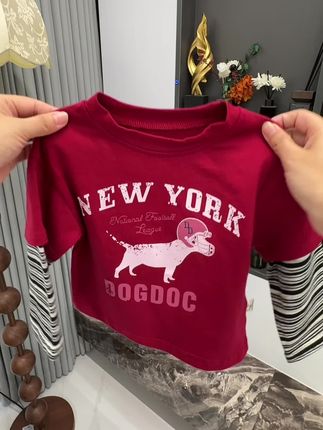 NEW YORK
National Football
League
DOGDOC